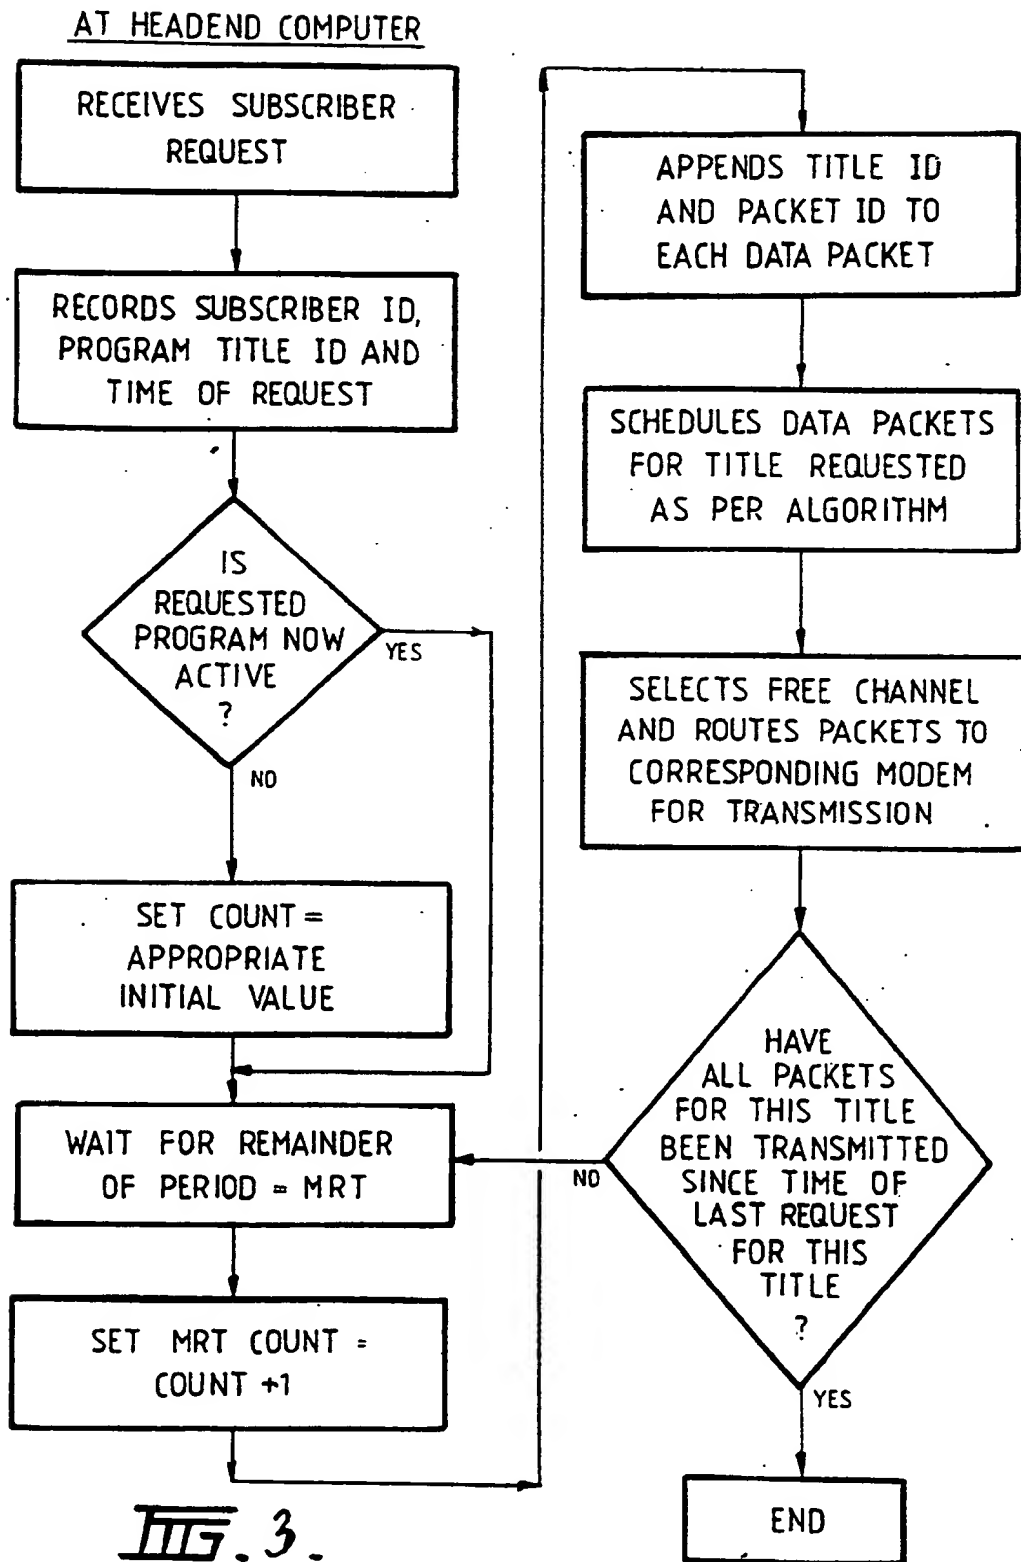 AT HEADEND COMPUTER
RECEIVES SUBSCRIBER
REQUEST
RECORDS SUBSCRIBER ID,
PROGRAM TITLE ID AND
TIME OF REQUEST
IS
REQUESTED
PROGRAM NOW
ACTIVE
?
YES
NO
SET COUNT =
APPROPRIATE
INITIAL VALUE
WAIT FOR REMAINDER
OF PERIOD = MRT
SET MRT COUNT =
COUNT +1
APPENDS TITLE ID
AND PACKET ID TO
EACH DATA PACKET
SCHEDULES DATA PACKETS
FOR TITLE REQUESTED
AS PER ALGORITHM
SELECTS FREE CHANNEL
AND ROUTES PACKETS TO
CORRESPONDING MODEM
FOR TRANSMISSION
HAVE
ALL PACKETS
FOR THIS TITLE
BEEN TRANSMITTED
SINCE TIME OF
LAST REQUEST
FOR THIS
TITLE
?
NO
YES
END
FIG. 3.